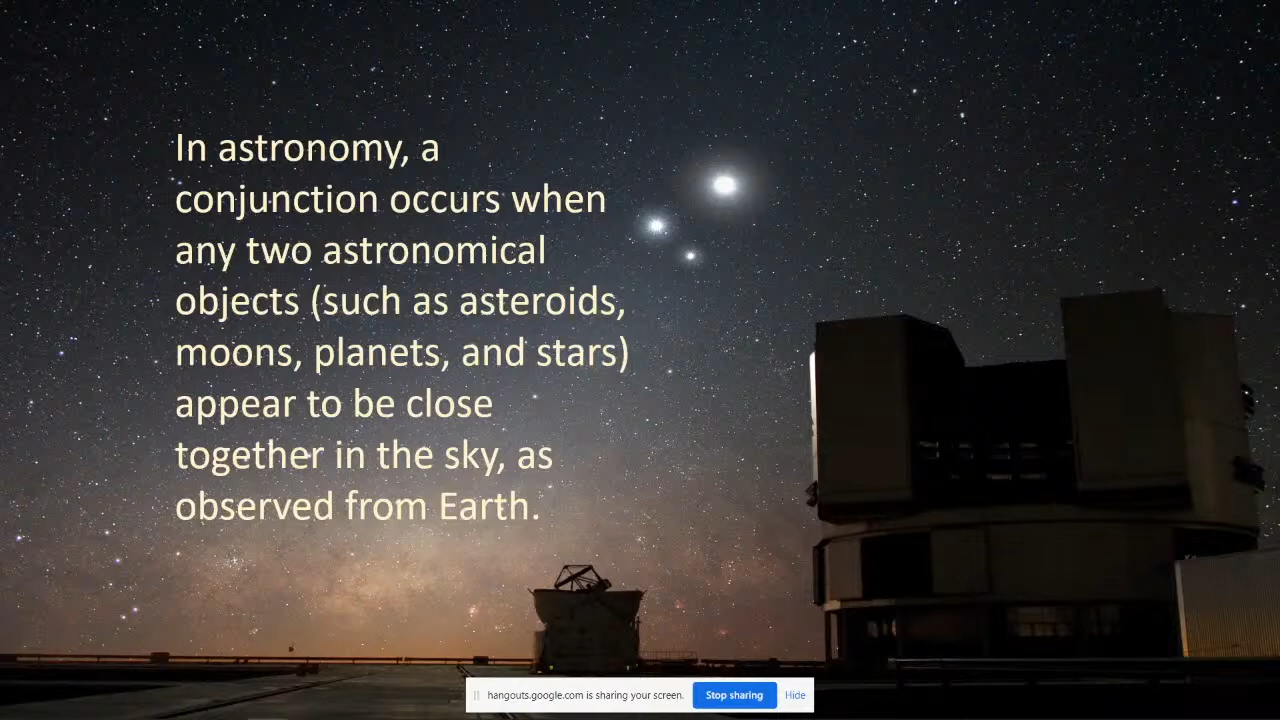 In astronomy, a
conjunction occurs when
any two astronomical
objects (such as asteroids,
moons, planets, and stars)
appear to be close
together in the sky, as
observed from Earth.
hangouts.google.com is sharing your screen.
Stop sharing
Hide